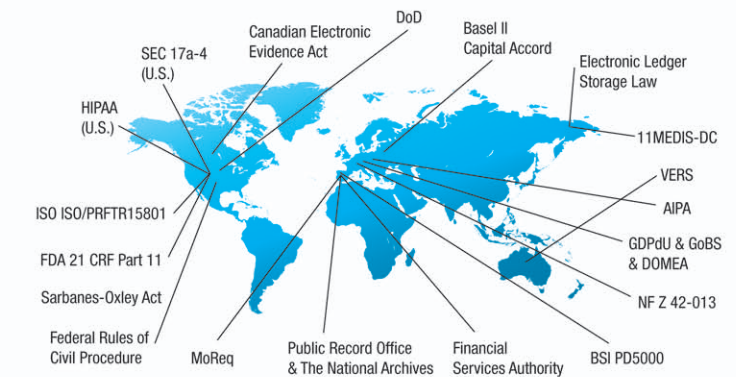 DoD
Canadian Electronic
Evidence Act
Basel II
Capital Accord
SEC 17a-4
(U.S.)
Electronic Ledger
Storage Law
HIPAA
(U.S.)
11MEDIS-DC
VERS
AIPA
ISO ISO/PRFTR15801
GDPdU & GoBS
& DOMEA
FDA 21 CRF Part 11
NF Z 42-013
Sarbanes-Oxley Act
Federal Rules of
Civil Procedure
MoReq
Public Record Office
& The National Archives
Financial
Services Authority
BSI PD5000